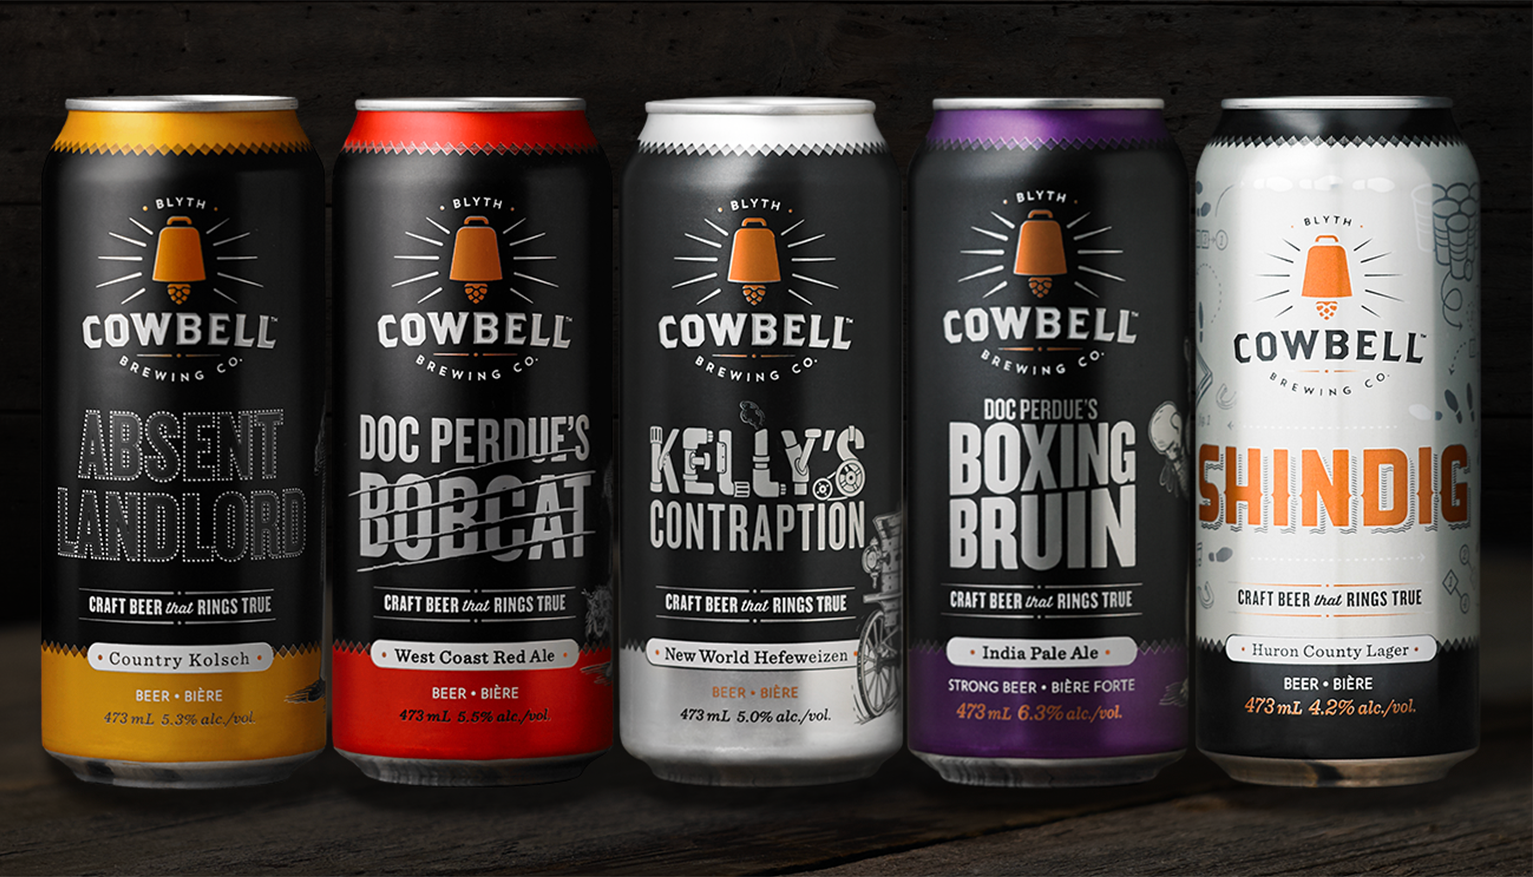 BLYTH
COWBELL™
BREWING CO.
ABSENT
LANDLORD
CRAFT BEER that RINGS TRUE
• Country Kolsch •
BEER • BIÈRE
473 mL 5.3% alc./vol.
BLYTH
COWBELL™
BREWING CO.
DOC PERDUE'S
BOBCAT
CRAFT BEER that RINGS TRUE
• West Coast Red Ale •
BEER • BIÈRE
473 mL 5.5% alc./vol.
BLYTH
COWBELL™
BREWING CO.
KELLY'S
CONTRAPTION
CRAFT BEER that RINGS TRUE
• New World Hefeweizen •
BEER • BIÈRE
473 mL 5.0% alc./vol.
BLYTH
COWBELL™
BREWING CO.
DOC PERDUE'S
BOXING
BRUIN
CRAFT BEER that RINGS TRUE
• India Pale Ale •
STRONG BEER • BIÈRE FORTE
473 mL 6.3% alc./vol.
BLYTH
COWBELL™
BREWING CO.
SHINDIG
CRAFT BEER that RINGS TRUE
• Huron County Lager •
BEER • BIÈRE
473 mL 4.2% alc./vol.